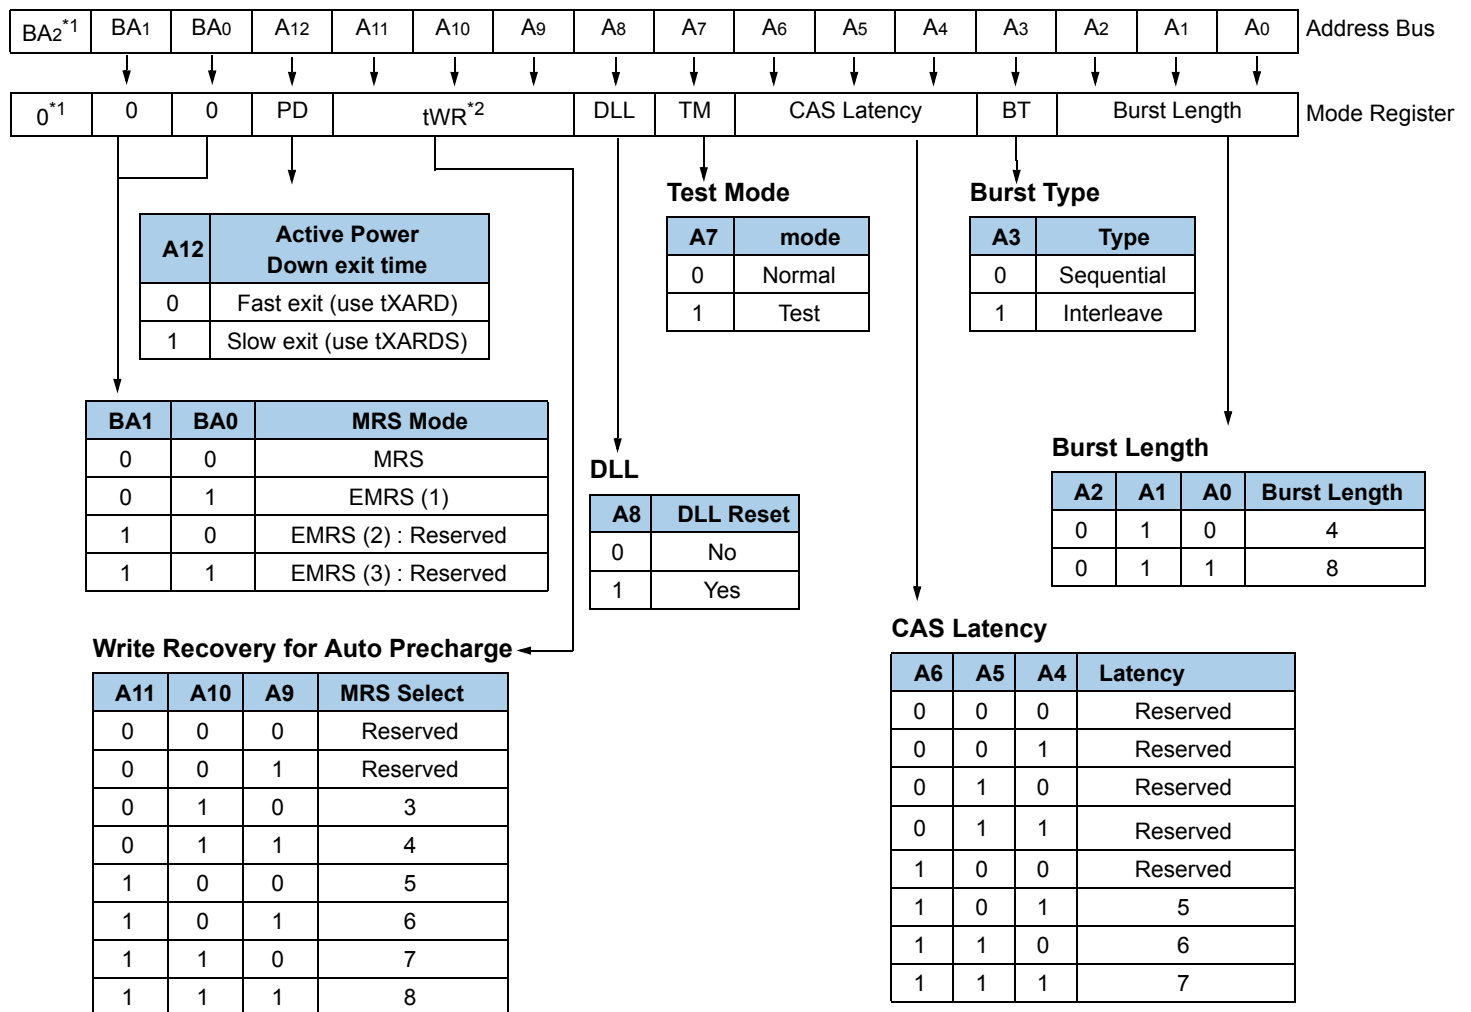 BA2*1 BA1 BA0 A12 A11 A10 A9 A8 A7 A6 A5 A4 A3 A2 A1 A0 Address Bus
0*1 0 0 PD tWR*2 DLL TM CAS Latency BT Burst Length Mode Register
A12 Active Power Down exit time
0 Fast exit (use tXARD)
1 Slow exit (use tXARDS)
Test Mode
A7 mode
0 Normal
1 Test
Burst Type
A3 Type
0 Sequential
1 Interleave
BA1 BA0 MRS Mode
0 0 MRS
0 1 EMRS (1)
1 0 EMRS (2) : Reserved
1 1 EMRS (3) : Reserved
DLL
A8 DLL Reset
0 No
1 Yes
Burst Length
A2 A1 A0 Burst Length
0 1 0 4
0 1 1 8
Write Recovery for Auto Precharge
A11 A10 A9 MRS Select
0 0 0 Reserved
0 0 1 Reserved
0 1 0 3
0 1 1 4
1 0 0 5
1 0 1 6
1 1 0 7
1 1 1 8
CAS Latency
A6 A5 A4 Latency
0 0 0 Reserved
0 0 1 Reserved
0 1 0 Reserved
0 1 1 Reserved
1 0 0 Reserved
1 0 1 5
1 1 0 6
1 1 1 7